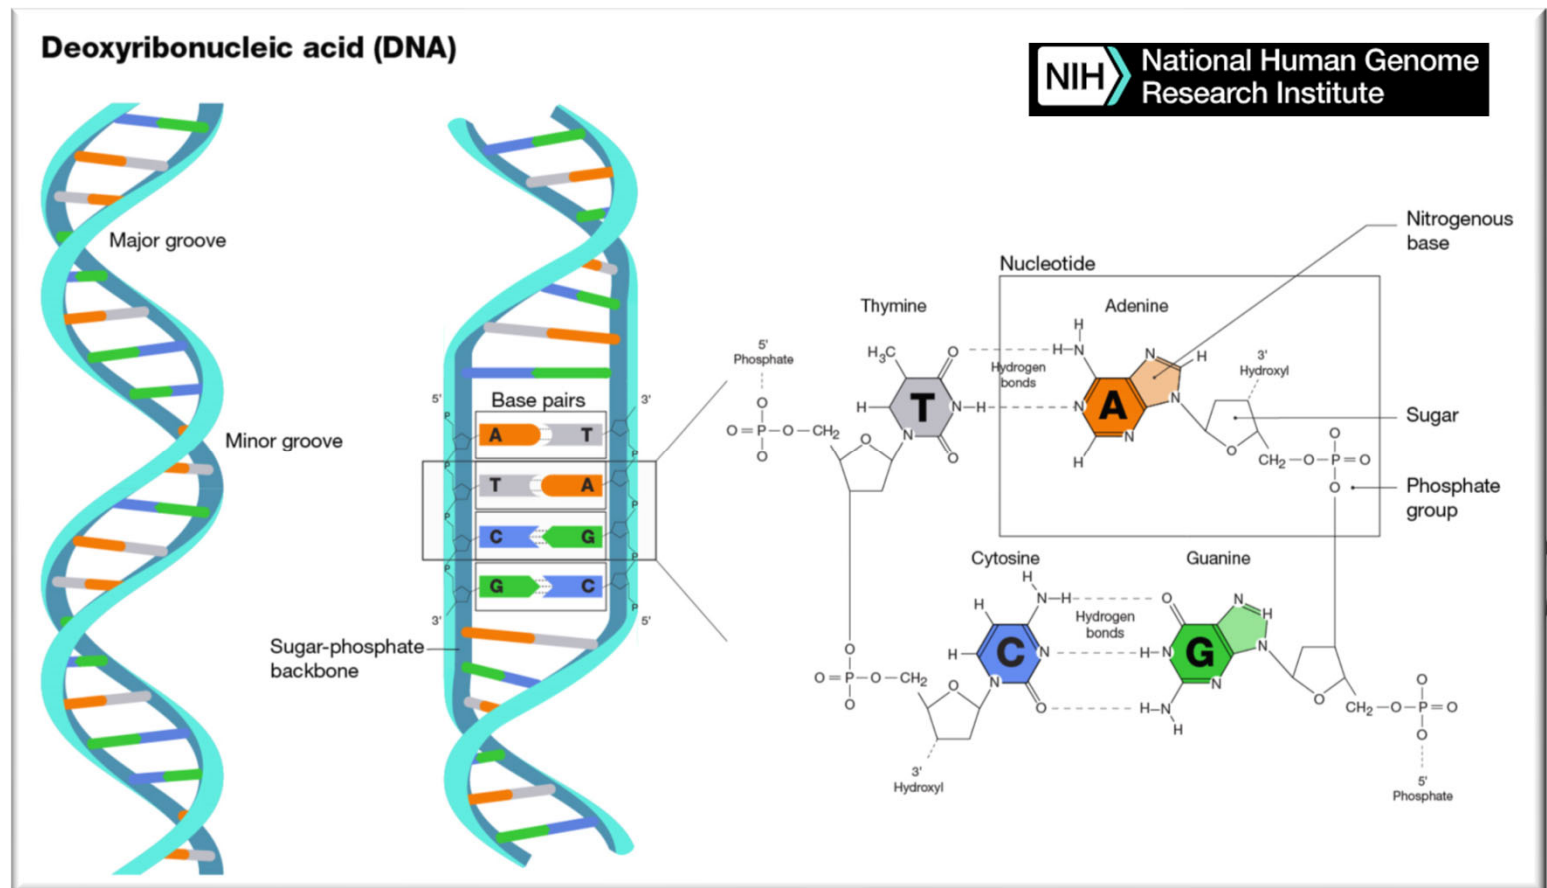 Deoxyribonucleic acid (DNA)
NIH
National Human Genome
Research Institute
Major groove
Minor groove
Sugar-phosphate
backbone
5'
3'
Base pairs
P
P
A T
P
P
T A
P
P
C G
P
P
G C
P
P
3'
5'
Nitrogenous
base
Nucleotide
Thymine
Adenine
5'
Phosphate
O
O=P-O-CH₂
O
H₃C
O
H
T
N-H
N
O
O
Hydrogen
bonds
H
H-N
N
H
N
A
N
N
H
3'
Hydroxyl
O
CH₂-O-P=O
O
O
Sugar
Phosphate
group
Cytosine
Guanine
H
N-H
H
H
C
N
N
O
Hydrogen
bonds
O
N
H
H-N
G
N
N
H-N
H
O
O=P-O-CH₂
O
O
3'
Hydroxyl
O
CH₂-O-P=O
O
O
5'
Phosphate